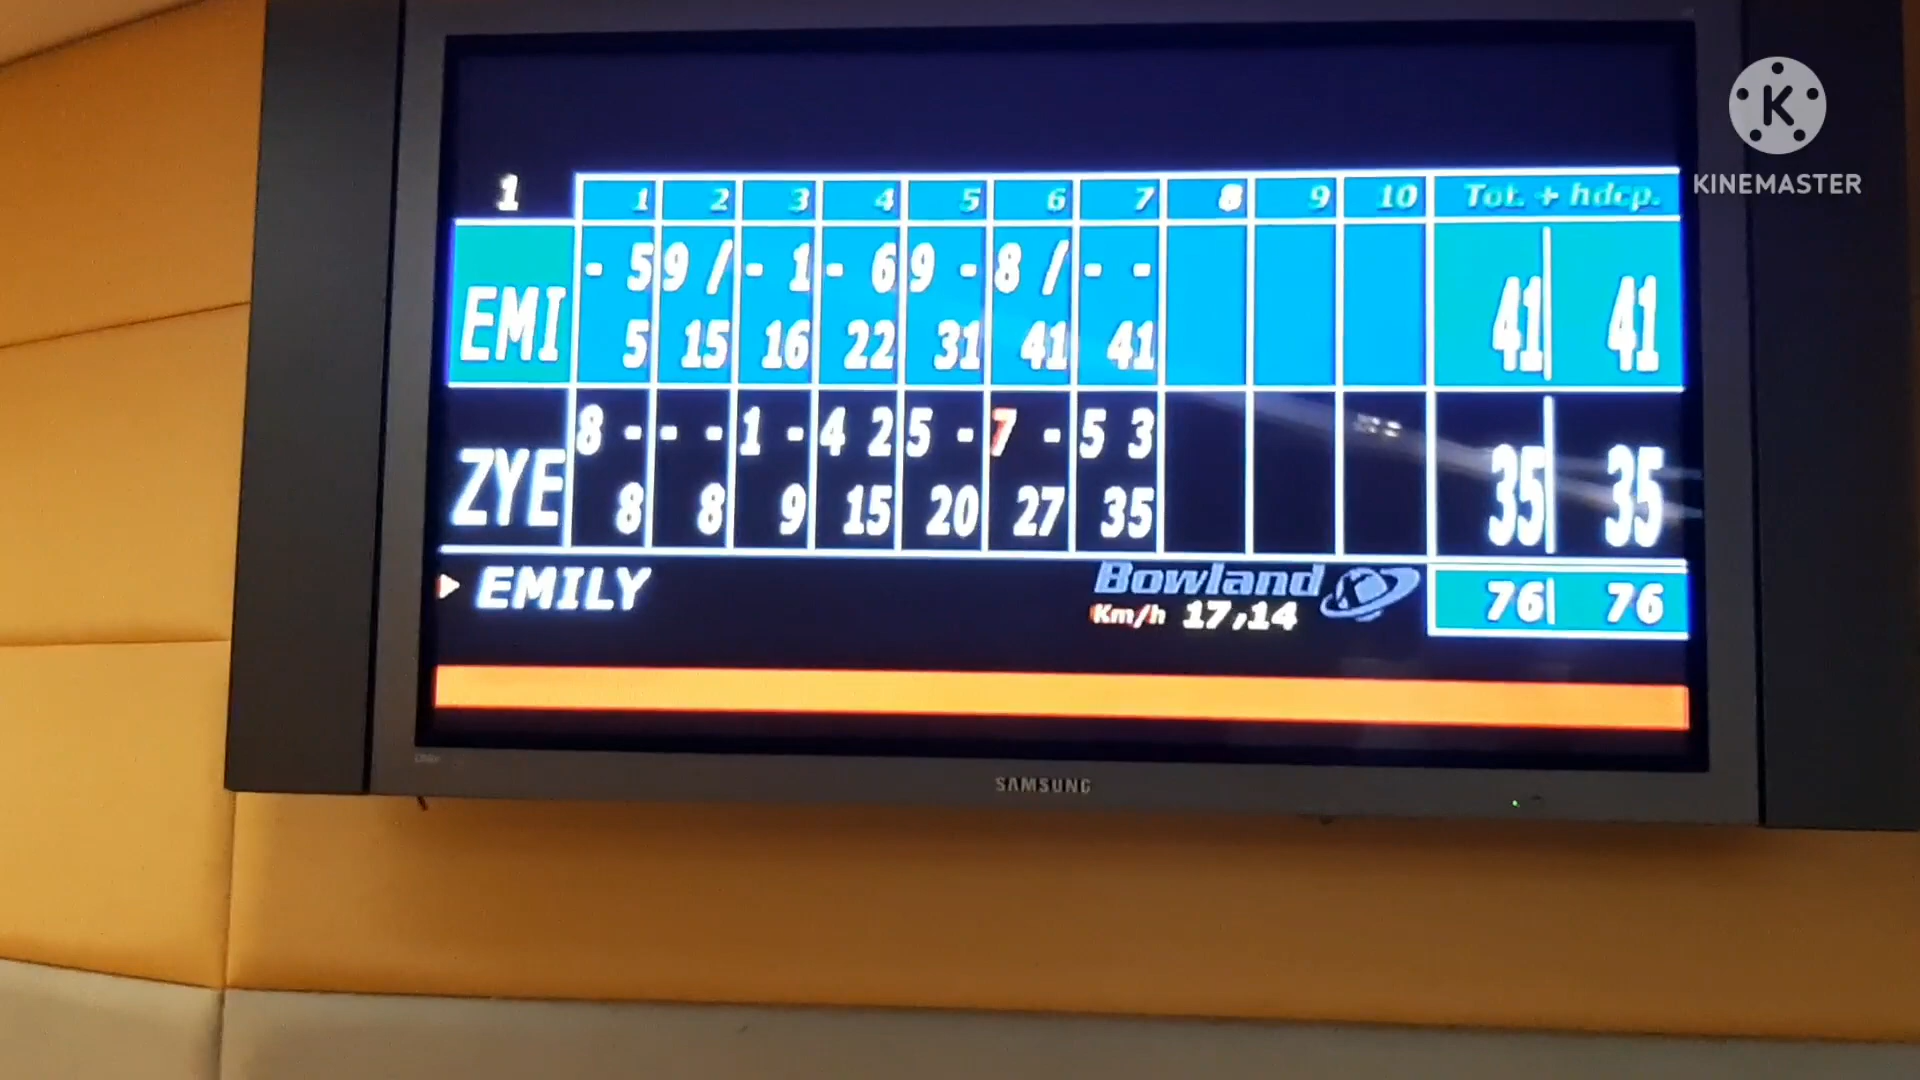 1 1 2 3 4 5 6 7 8 9 10 Tot. + hdcp.
- 5 9 / - 1 - 6 9 - 8 / - -
EMI 5 15 16 22 31 41 41 41 41
8 - - - 1 - 4 2 5 - 7 - 5 3
ZYE 8 8 9 15 20 27 35 35 35
EMILY Bowland 76 76
Km/h 17,14
SAMSUNG
K
KINEMASTER